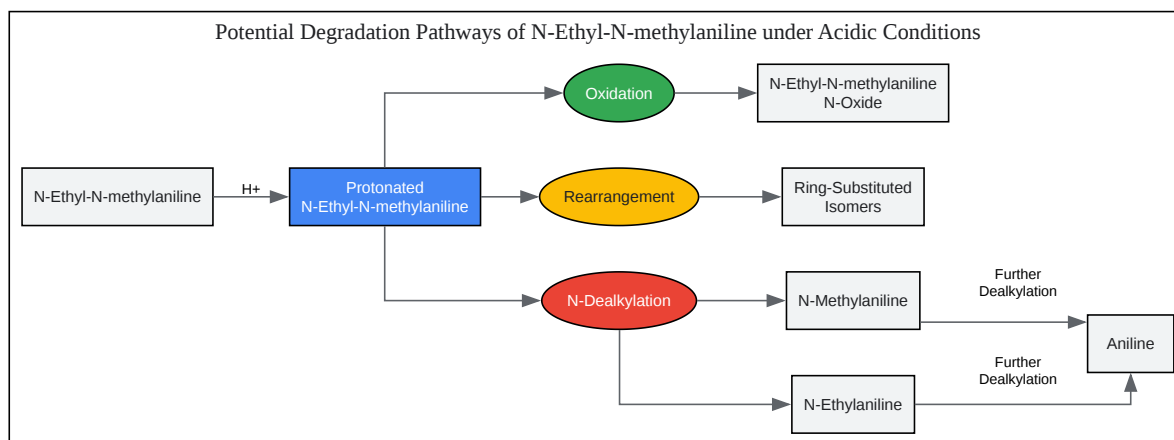 Potential Degradation Pathways of N-Ethyl-N-methylaniline under Acidic Conditions
Oxidation
N-Ethyl-N-methylaniline
N-Oxide
N-Ethyl-N-methylaniline
H+
Protonated
N-Ethyl-N-methylaniline
Rearrangement
Ring-Substituted
Isomers
N-Dealkylation
N-Methylaniline
Further
Dealkylation
Aniline
N-Ethylaniline
Further
Dealkylation